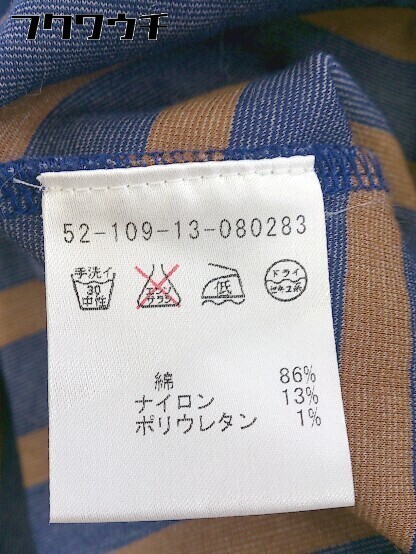 フクワウチ
52-109-13-080283
手洗イ
30
中性
エンソ
サラシ
低
ドライ
セキユ系
綿 86%
ナイロン 13%
ポリウレタン 1%